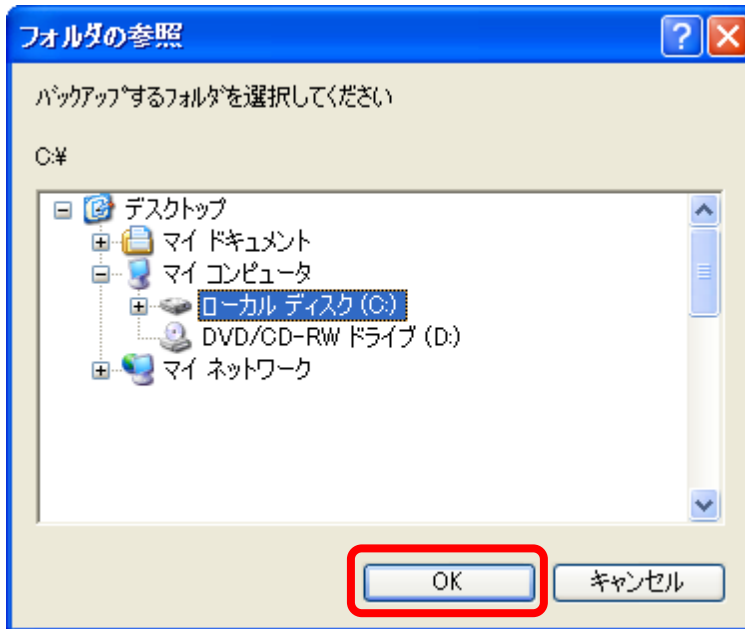 フォルダの参照
バックアップするフォルダを選択してください
C:¥
デスクトップ
マイ ドキュメント
マイ コンピュータ
ローカル ディスク (C:)
DVD/CD-RW ドライブ (D:)
マイ ネットワーク
OK キャンセル